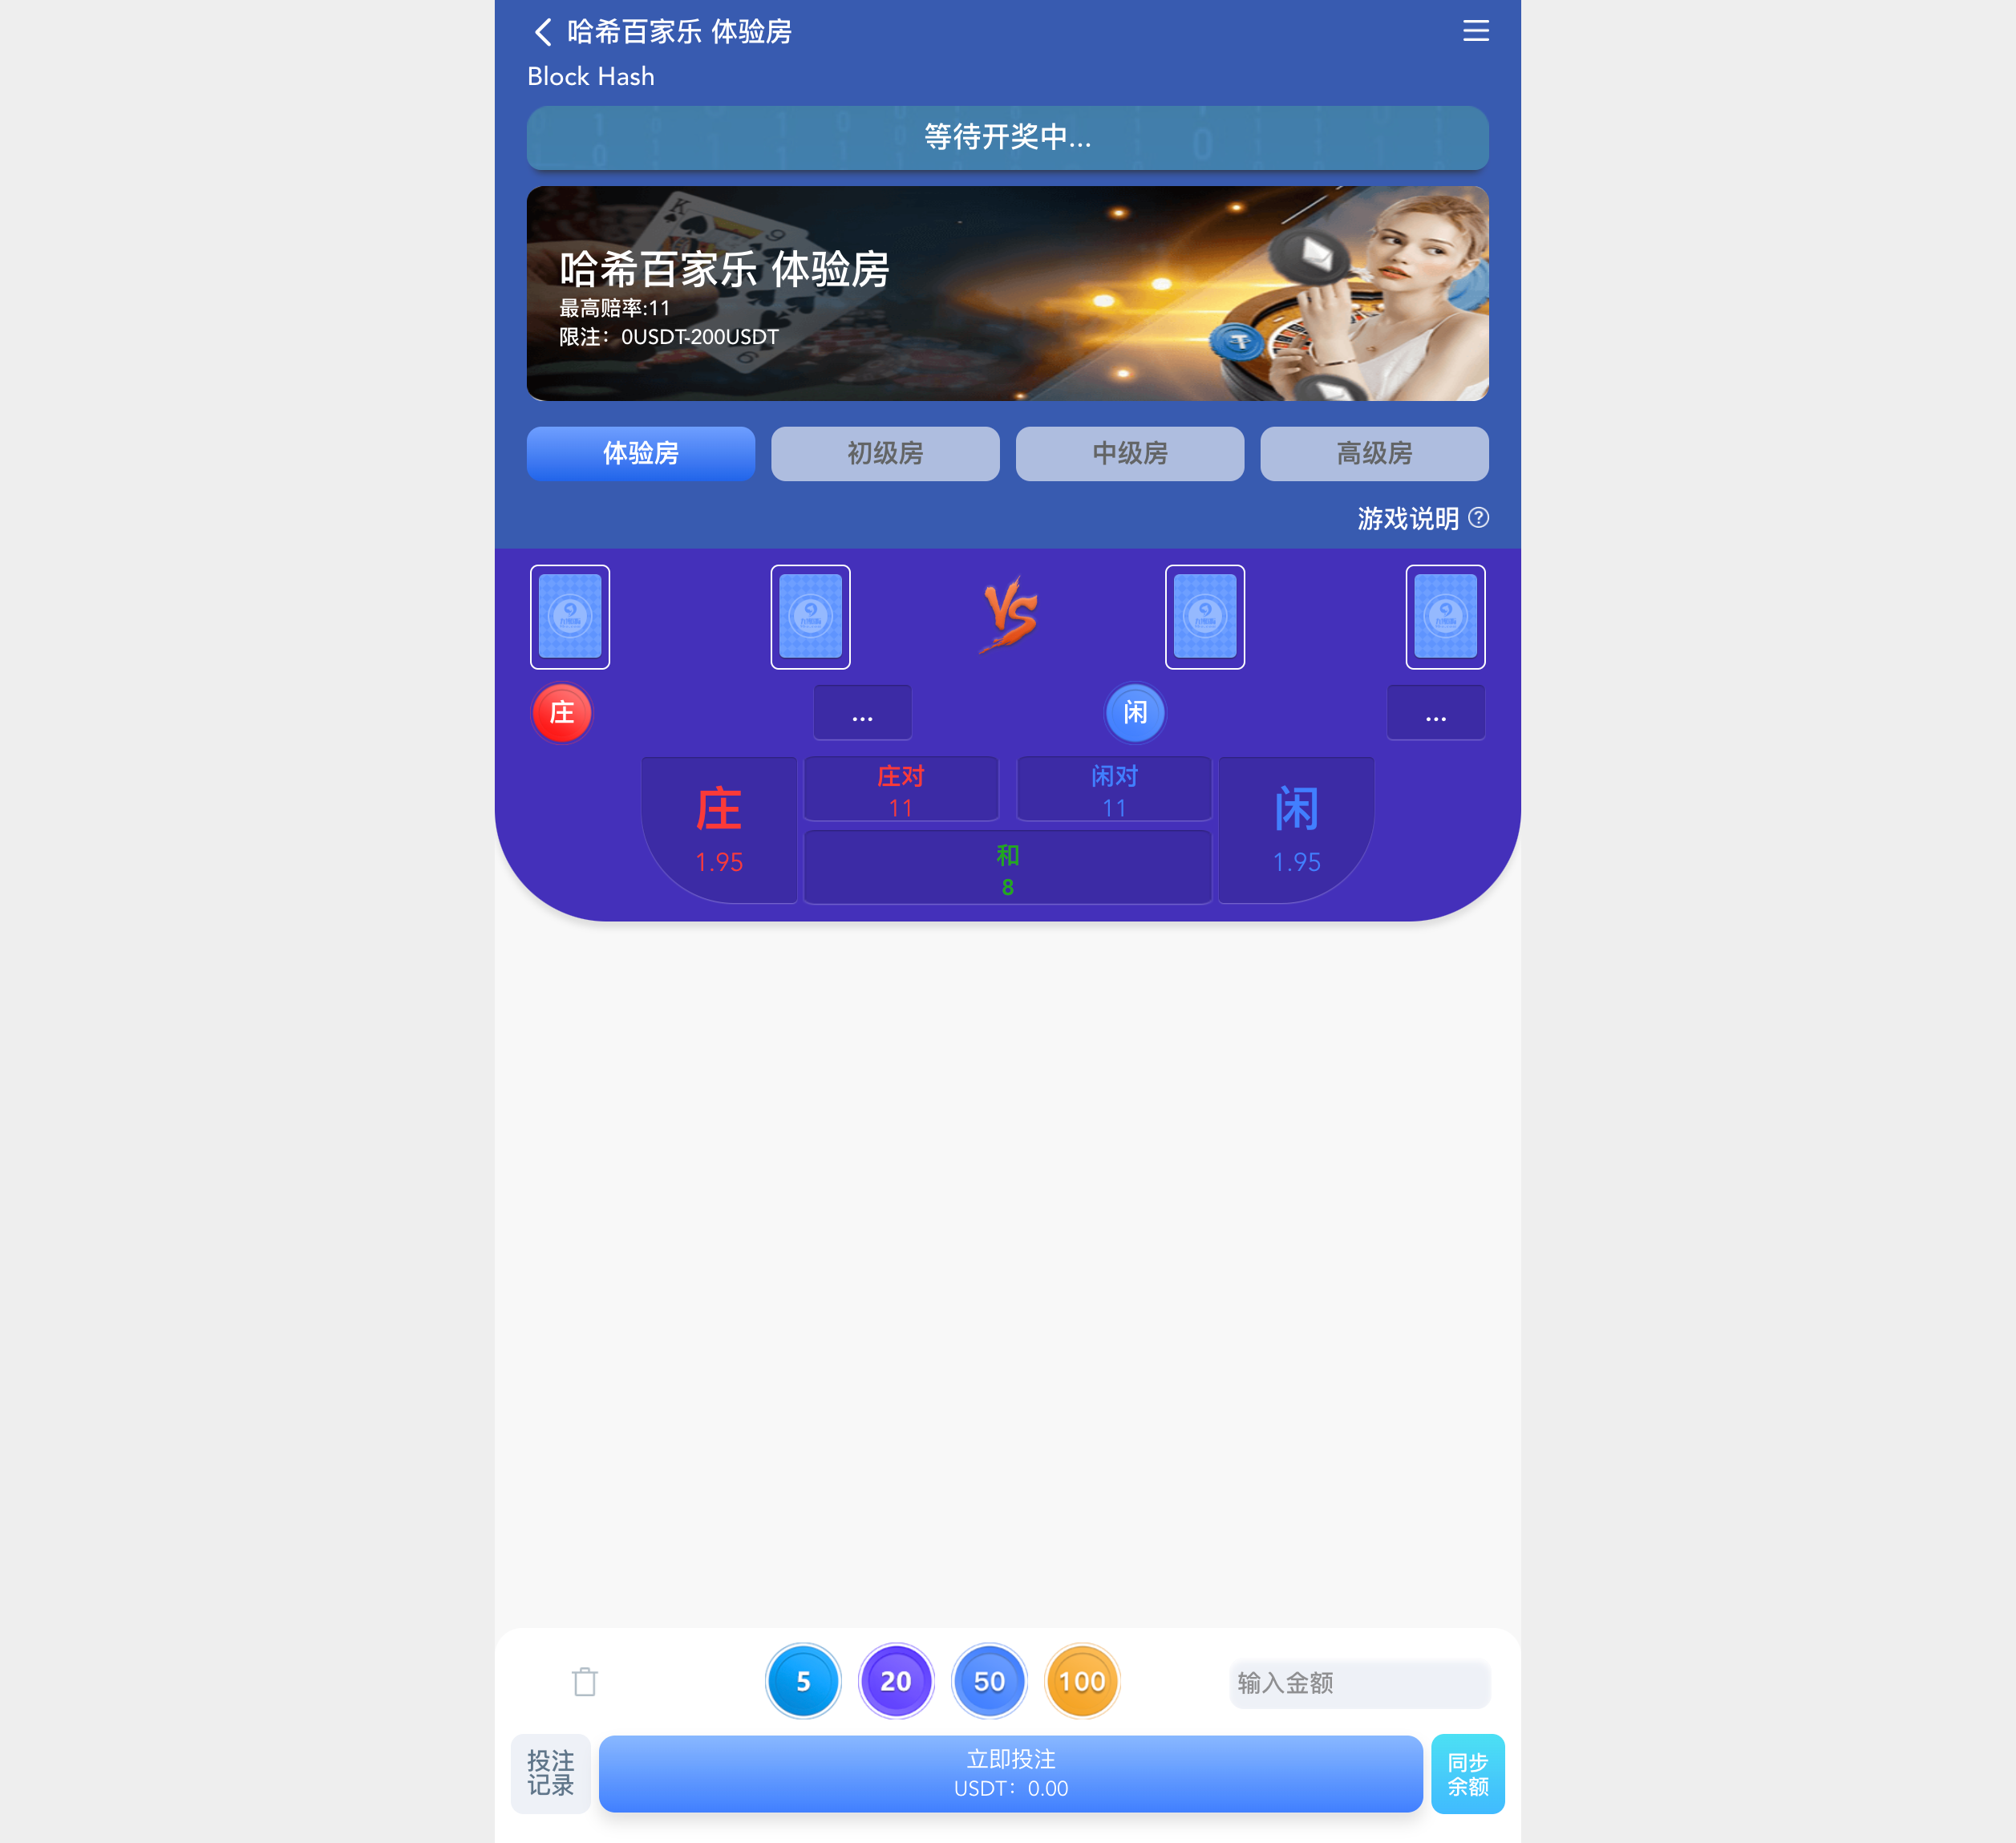 哈希百家乐 体验房
Block Hash
等待开奖中...
哈希百家乐 体验房
最高赔率:11
限注：0USDT-200USDT
体验房 初级房 中级房 高级房
游戏说明 ?
VS
庄 ... 闲 ...
庄对 闲对
11 11
庄 闲
1.95 1.95
和
8
5 20 50 100 输入金额
投注
记录
立即投注
USDT：0.00
同步
余额